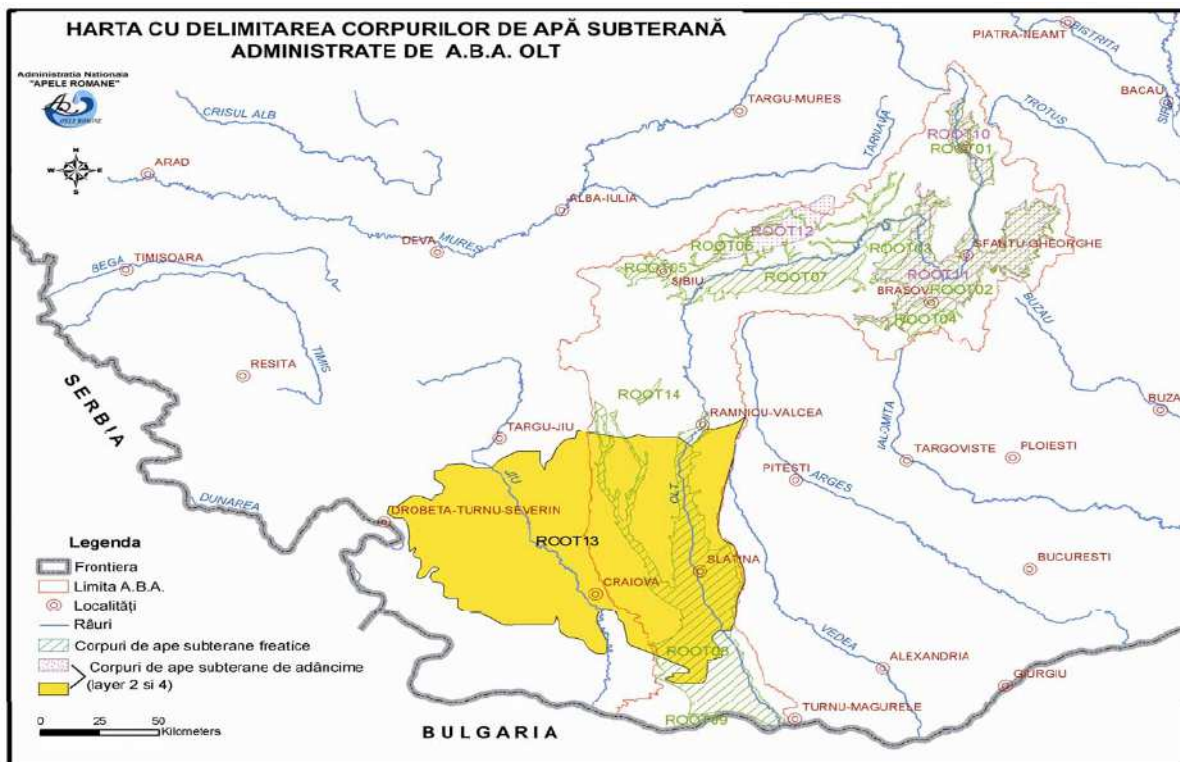 HARTA CU DELIMITAREA CORPURILOR DE APĂ SUBTERANĂ
ADMINISTRATE DE A.B.A. OLT
Administratia Nationala
"APELE ROMANE"
N
W
E
S
PIATRA-NEAMT
BISTRITA
BACAU
TROTUS
TARGU-MURES
TARNAVA
CRISUL ALB
ARAD
ROOT10
ROOT01
ALBA-IULIA
MURES
DEVA
BEGA
TIMISOARA
ROOT12
ROOT06
ROOT03
SFANTU-GHEORGHE
ROOT05
SIBIU
ROOT07
ROOT11
BRASOV
ROOT02
ROOT04
BUZAU
TIMIS
RESITA
SERBIA
ROOT14
RAMNICU-VALCEA
TARGU-JIU
IALOMITA
TARGOVISTE
PLOIESTI
BUZA
PITESTI
ARGES
JIU
OLT
DUNAREA
DROBETA-TURNU-SEVERIN
ROOT13
SLATINA
CRAIOVA
BUCURESTI
VEDEA
ROOT08
ALEXANDRIA
GIURGIU
ROOT09
TURNU-MAGURELE
BULGARIA
Legenda
Frontiera
Limita A.B.A.
Localități
Râuri
Corpuri de ape subterane freatice
Corpuri de ape subterane de adâncime
(layer 2 si 4)
0 25 50
Kilometers